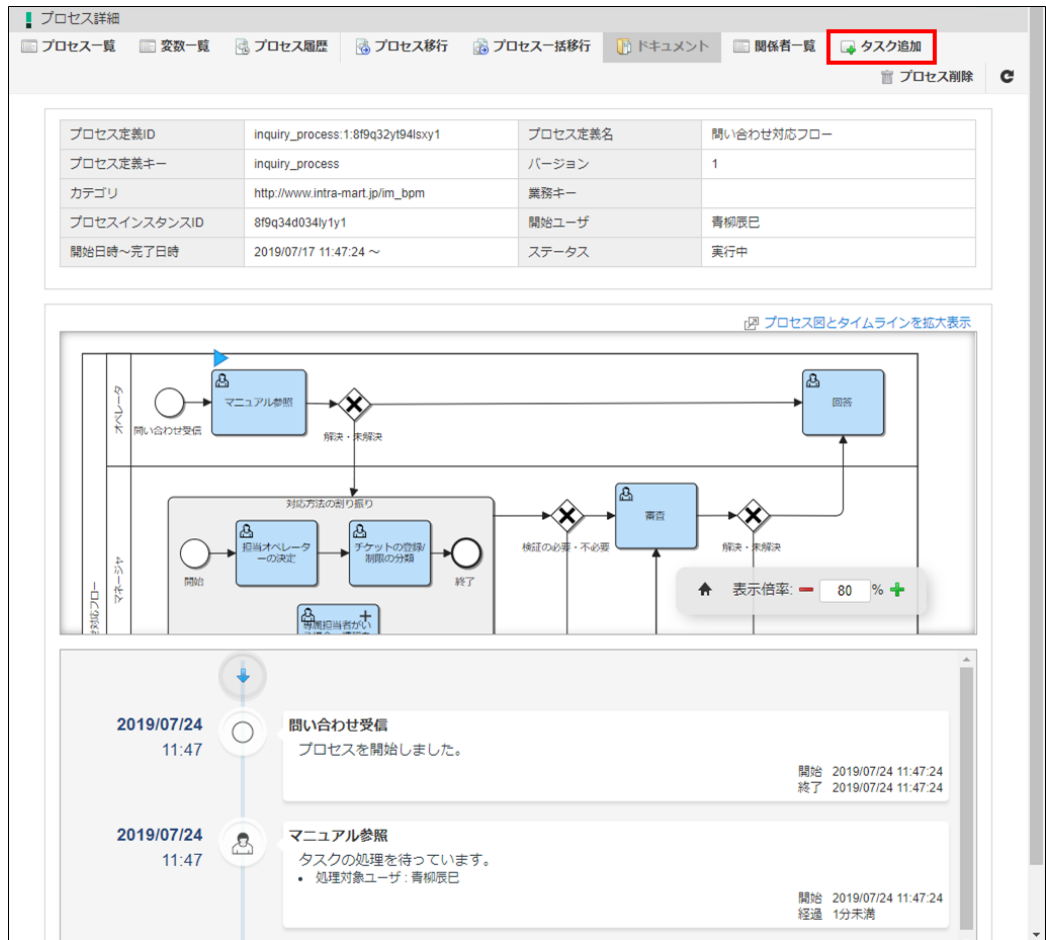 プロセス詳細
プロセス一覧 変数一覧 プロセス履歴 プロセス移行 プロセス一括移行 ドキュメント 関係者一覧 タスク追加
プロセス削除
プロセス定義ID inquiry_process:1:8f9q32yt94lsxy1 プロセス定義名 問い合わせ対応フロー
プロセス定義キー inquiry_process バージョン 1
カテゴリ http://www.intra-mart.jp/im_bpm 業務キー
プロセスインスタンスID 8f9q34d034ly1y1 開始ユーザ 青柳辰巳
開始日時～完了日時 2019/07/17 11:47:24 ～ ステータス 実行中
プロセス図とタイムラインを拡大表示
オペレータ
問い合わせ受信
マニュアル参照
解決・未解決
回答
マネージャ
対応方法の割り振り
開始
担当オペレータ
ーの決定
チケットの登録/
制限の分類
終了
検証の必要・不必要
審査
解決・未解決
専属担当者がい
対応フロー
表示倍率: 80 %
2019/07/24
11:47
問い合わせ受信
プロセスを開始しました。
開始 2019/07/24 11:47:24
終了 2019/07/24 11:47:24
2019/07/24
11:47
マニュアル参照
タスクの処理を待っています。
• 処理対象ユーザ : 青柳辰巳
開始 2019/07/24 11:47:24
経過 1分未満